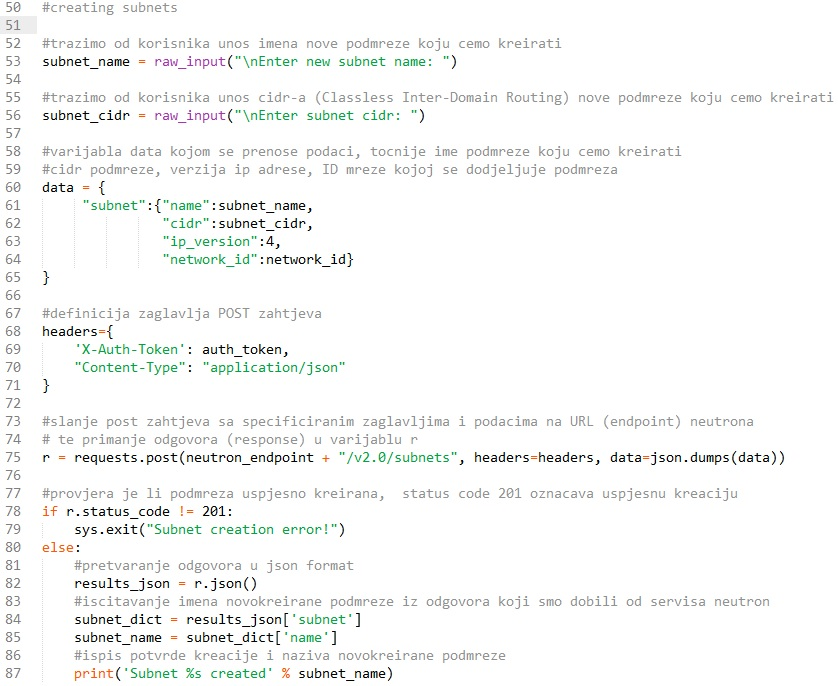 50 #creating subnets
51
52 #trazimo od korisnika unos imena nove podmreze koju cemo kreirati
53 subnet_name = raw_input("\nEnter new subnet name: ")
54
55 #trazimo od korisnika unos cidr-a (Classless Inter-Domain Routing) nove podmreze koju cemo kreirati
56 subnet_cidr = raw_input("\nEnter subnet cidr: ")
57
58 #varijabla data kojom se prenose podaci, tocnije ime podmreze koju cemo kreirati
59 #cidr podmreze, verzija ip adrese, ID mreze kojoj se dodjeljuje podmreza
60 data = {
61      "subnet":{"name":subnet_name,
62                "cidr":subnet_cidr,
63                "ip_version":4,
64                "network_id":network_id}
65 }
66
67 #definicija zaglavlja POST zahtjeva
68 headers={
69     'X-Auth-Token': auth_token,
70     "Content-Type": "application/json"
71 }
72
73 #slanje post zahtjeva sa specificiranim zaglavljima i podacima na URL (endpoint) neutrona
74 # te primanje odgovora (response) u varijablu r
75 r = requests.post(neutron_endpoint + "/v2.0/subnets", headers=headers, data=json.dumps(data))
76
77 #provjera je li podmreza uspjesno kreirana,  status code 201 oznacava uspjesnu kreaciju
78 if r.status_code != 201:
79     sys.exit("Subnet creation error!")
80 else:
81     #pretvaranje odgovora u json format
82     results_json = r.json()
83     #iscitavanje imena novokreirane podmreze iz odgovora koji smo dobili od servisa neutron
84     subnet_dict = results_json['subnet']
85     subnet_name = subnet_dict['name']
86     #ispis potvrde kreacije i naziva novokreirane podmreze
87     print('Subnet %s created' % subnet_name)